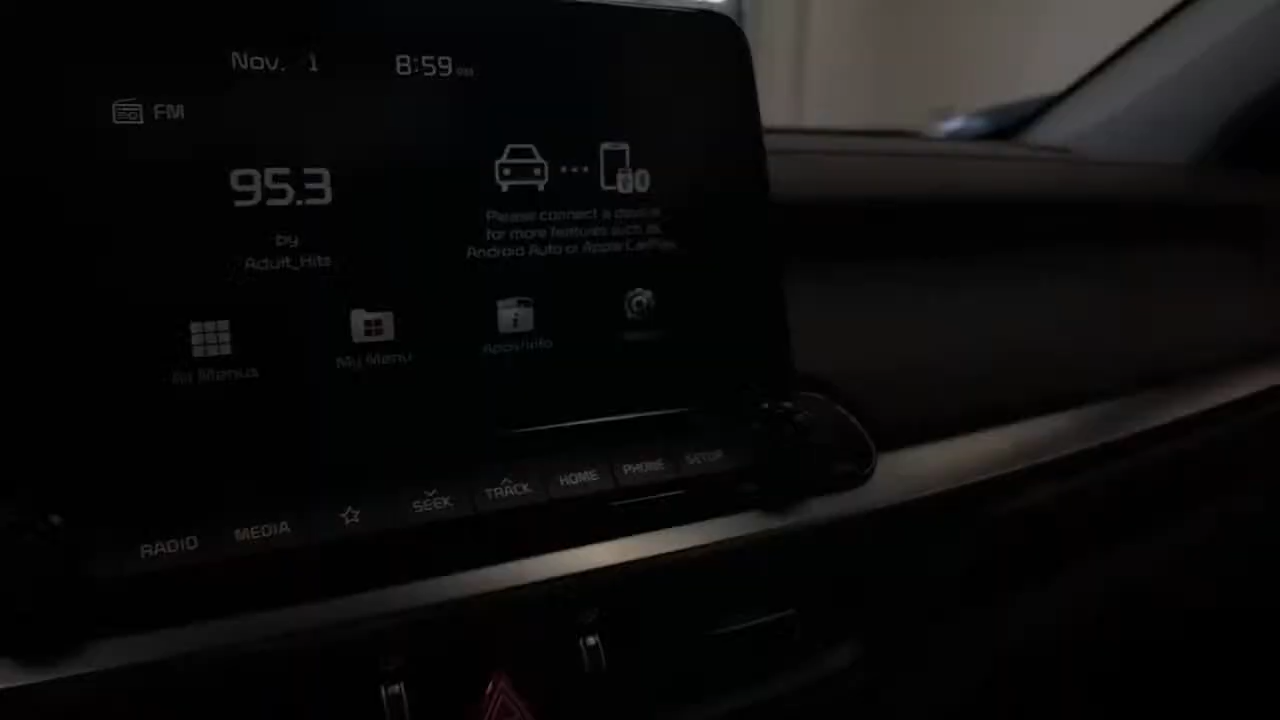 Nov. 1
8:59
FM
95.3
by
Adult_Hits
Please connect a device
for more features such as
Android Auto or Apple CarPlay.
All Menus
My Menu
Apps/Info
RADIO
MEDIA
SEEK
TRACK
HOME
PHONE
SETUP